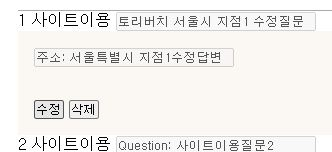 1 사이트이용 토리버치 서울시 지점1 수정질문
주소: 서울특별시 지점1수정답변
수정 삭제
2 사이트이용 Question: 사이트이용질문2